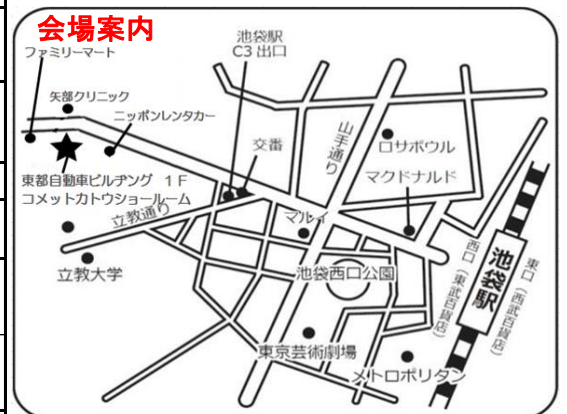 会場案内
ファミリーマート
池袋駅
C3出口
矢部クリニック
ニッポンレンタカー
交番
山手通り
ロサボウル
東都自動車ビルヂング 1F
コメットカトウショールーム
マクドナルド
立教通り
マルイ
立教大学
池袋西口公園
西口(東武百貨店)
池袋駅
東口(西武百貨店)
東京芸術劇場
メトロポリタン